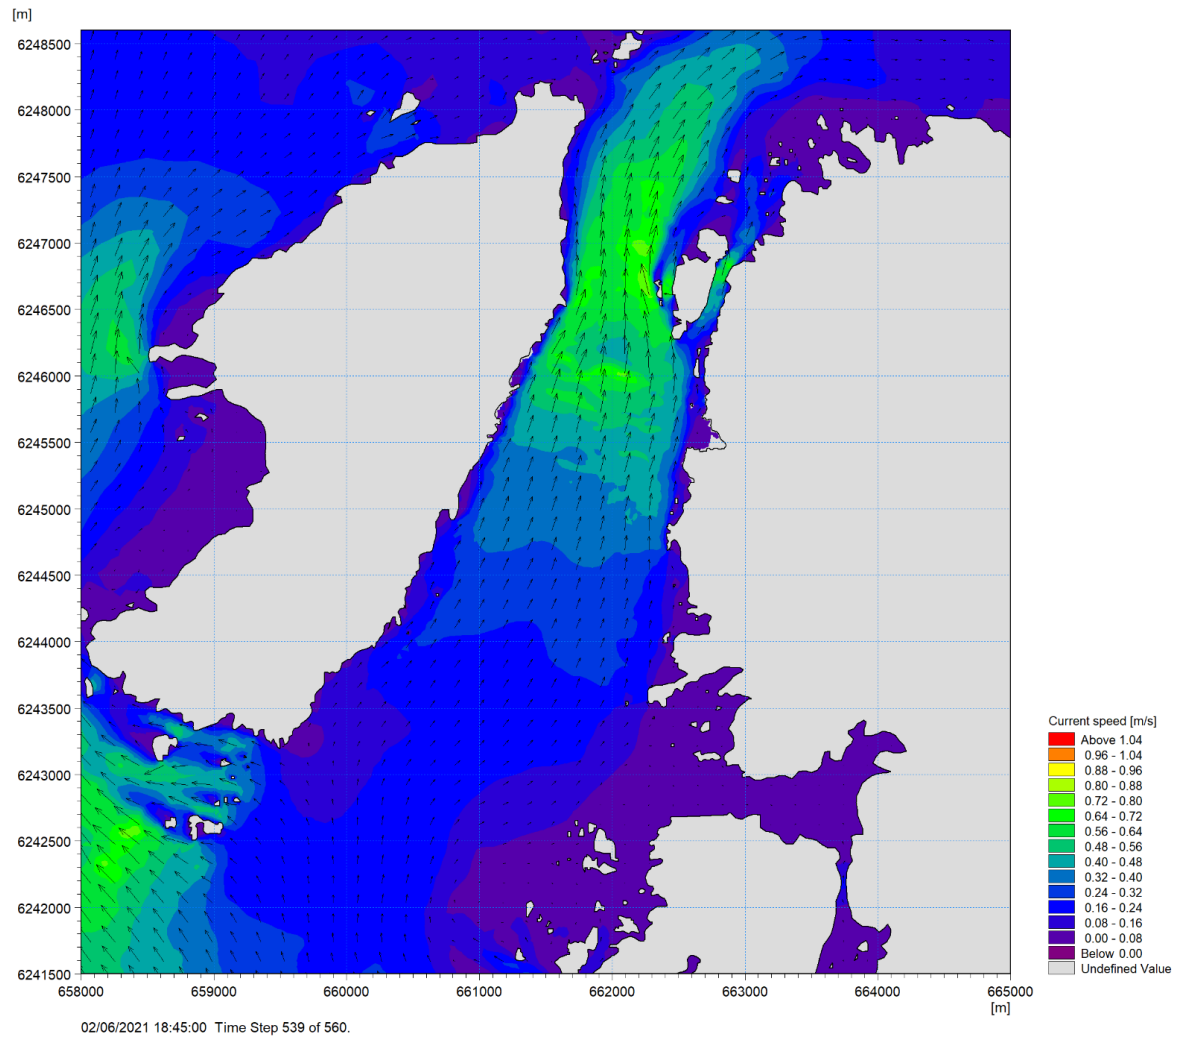 [m]
6248500
6248000
6247500
6247000
6246500
6246000
6245500
6245000
6244500
6244000
6243500
6243000
6242500
6242000
6241500
658000 659000 660000 661000 662000 663000 664000 665000
[m]
Current speed [m/s]
Above 1.04
0.96 - 1.04
0.88 - 0.96
0.80 - 0.88
0.72 - 0.80
0.64 - 0.72
0.56 - 0.64
0.48 - 0.56
0.40 - 0.48
0.32 - 0.40
0.24 - 0.32
0.16 - 0.24
0.08 - 0.16
0.00 - 0.08
Below 0.00
Undefined Value
02/06/2021 18:45:00 Time Step 539 of 560.